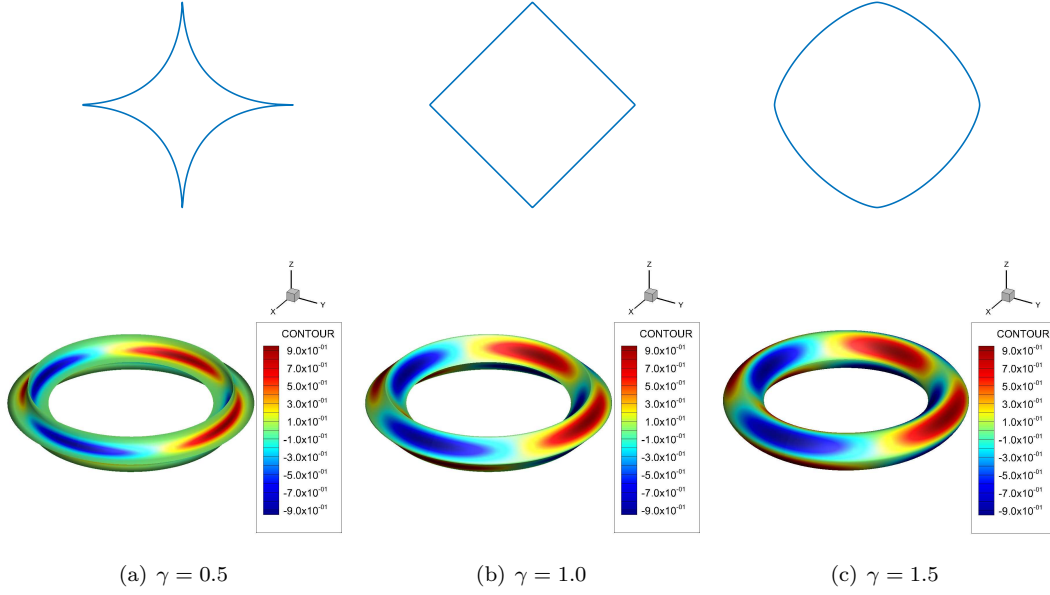 Z
X
Y
CONTOUR
9.0x10⁻⁰¹
7.0x10⁻⁰¹
5.0x10⁻⁰¹
3.0x10⁻⁰¹
1.0x10⁻⁰¹
-1.0x10⁻⁰¹
-3.0x10⁻⁰¹
-5.0x10⁻⁰¹
-7.0x10⁻⁰¹
-9.0x10⁻⁰¹
Z
X
Y
CONTOUR
9.0x10⁻⁰¹
7.0x10⁻⁰¹
5.0x10⁻⁰¹
3.0x10⁻⁰¹
1.0x10⁻⁰¹
-1.0x10⁻⁰¹
-3.0x10⁻⁰¹
-5.0x10⁻⁰¹
-7.0x10⁻⁰¹
-9.0x10⁻⁰¹
Z
X
Y
CONTOUR
9.0x10⁻⁰¹
7.0x10⁻⁰¹
5.0x10⁻⁰¹
3.0x10⁻⁰¹
1.0x10⁻⁰¹
-1.0x10⁻⁰¹
-3.0x10⁻⁰¹
-5.0x10⁻⁰¹
-7.0x10⁻⁰¹
-9.0x10⁻⁰¹
(a) γ = 0.5
(b) γ = 1.0
(c) γ = 1.5